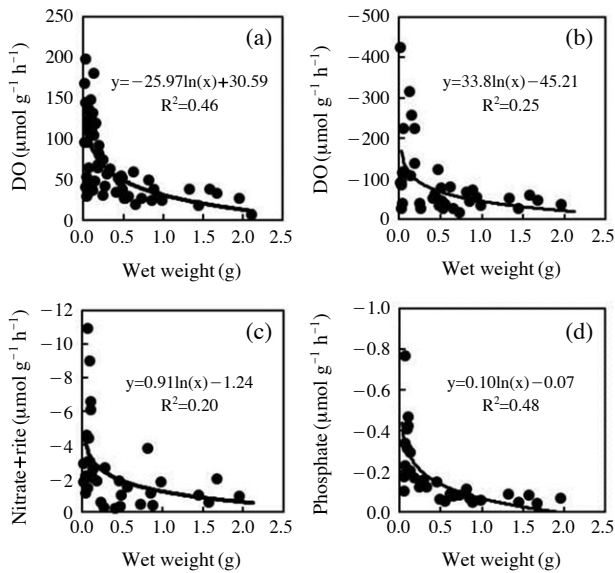 (a)
y=−25.97ln(x)+30.59
R²=0.46
DO (μmol g⁻¹ h⁻¹)
250
200
150
100
50
0
0.0 0.5 1.0 1.5 2.0 2.5
Wet weight (g)
(b)
y=33.8ln(x)−45.21
R²=0.25
DO (μmol g⁻¹ h⁻¹)
−500
−400
−300
−200
−100
0
0.0 0.5 1.0 1.5 2.0 2.5
Wet weight (g)
(c)
y=0.91ln(x)−1.24
R²=0.20
Nitrate+rite (μmol g⁻¹ h⁻¹)
−12
−10
−8
−6
−4
−2
0
0.0 0.5 1.0 1.5 2.0 2.5
Wet weight (g)
(d)
y=0.10ln(x)−0.07
R²=0.48
Phosphate (μmol g⁻¹ h⁻¹)
−1.0
−0.8
−0.6
−0.4
−0.2
0.0
0.0 0.5 1.0 1.5 2.0 2.5
Wet weight (g)